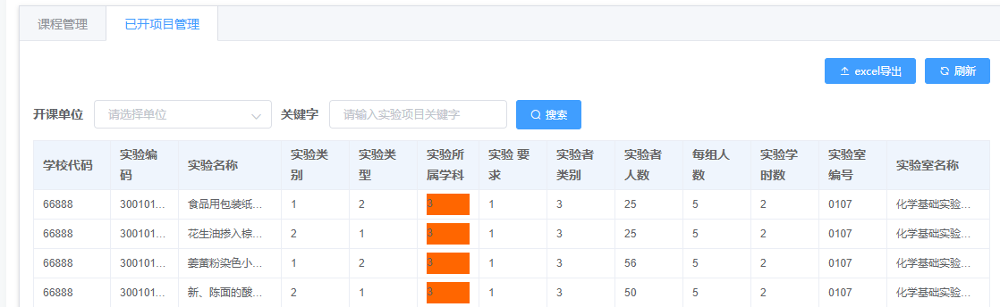 课程管理 已开项目管理
excel导出 刷新
开课单位 请选择单位 关键字 请输入实验项目关键字 搜索
学校代码 实验编码 实验名称 实验类别 实验类型 实验所属学科 实验 要求 实验者类别 实验者人数 每组人数 实验学时数 实验室编号 实验室名称
66888 300101... 食品用包装纸... 1 2 3 1 3 25 5 2 0107 化学基础实验...
66888 300101... 花生油掺入棕... 2 1 3 1 3 25 5 2 0107 化学基础实验...
66888 300101... 姜黄粉染色小... 1 2 3 1 3 56 5 2 0107 化学基础实验...
66888 300101... 新、陈面的酸... 2 1 3 1 3 50 5 2 0107 化学基础实验...